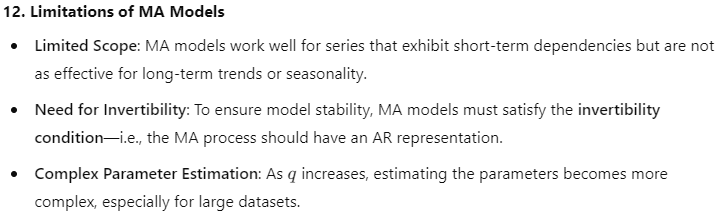 12. Limitations of MA Models
• Limited Scope: MA models work well for series that exhibit short-term dependencies but are not
as effective for long-term trends or seasonality.
• Need for Invertibility: To ensure model stability, MA models must satisfy the invertibility
condition—i.e., the MA process should have an AR representation.
• Complex Parameter Estimation: As q increases, estimating the parameters becomes more
complex, especially for large datasets.